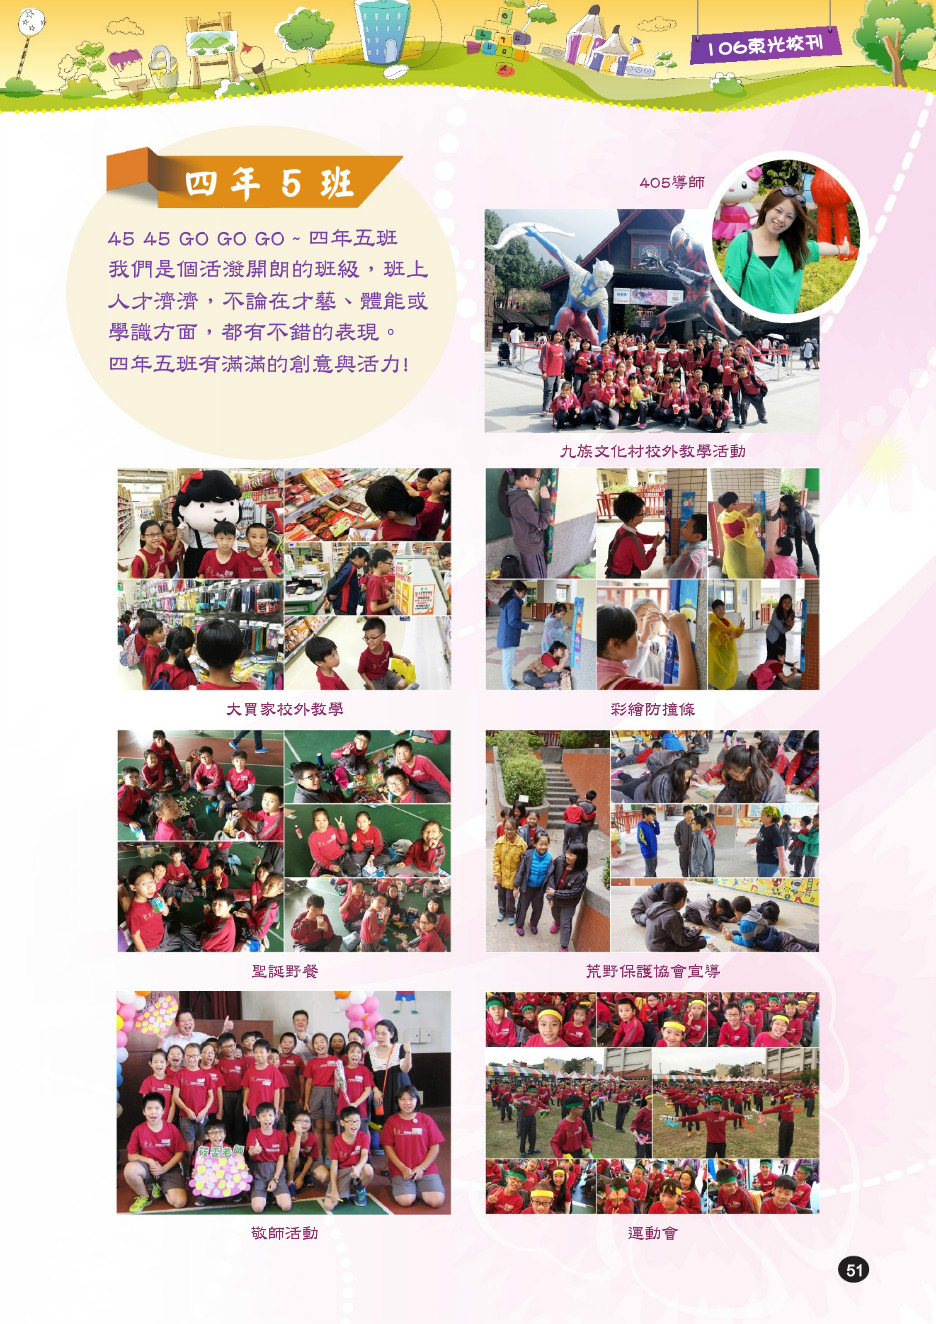 106東光校刊
四年5班
45 45 GO GO GO ~ 四年五班
我們是個活潑開朗的班級，班上
人才濟濟，不論在才藝、體能或
學識方面，都有不錯的表現。
四年五班有滿滿的創意與活力!
405導師
九族文化村校外教學活動
大買家校外教學
彩繪防撞條
聖誕野餐
荒野保護協會宣導
敬師活動
運動會
51